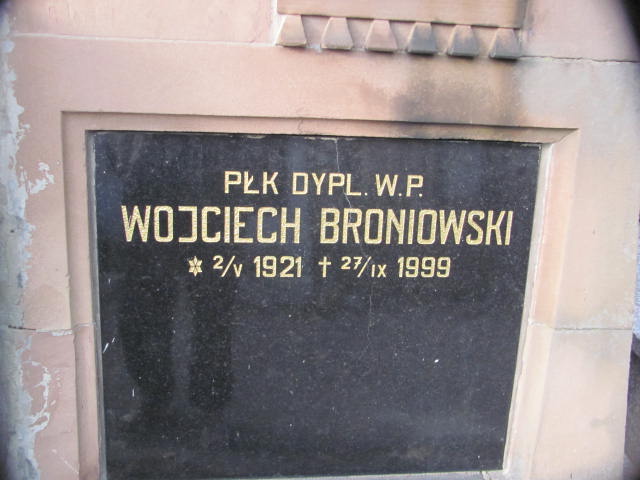 PŁK DYPL. W.P.
WOJCIECH BRONIOWSKI
* 2/V 1921 † 27/IX 1999